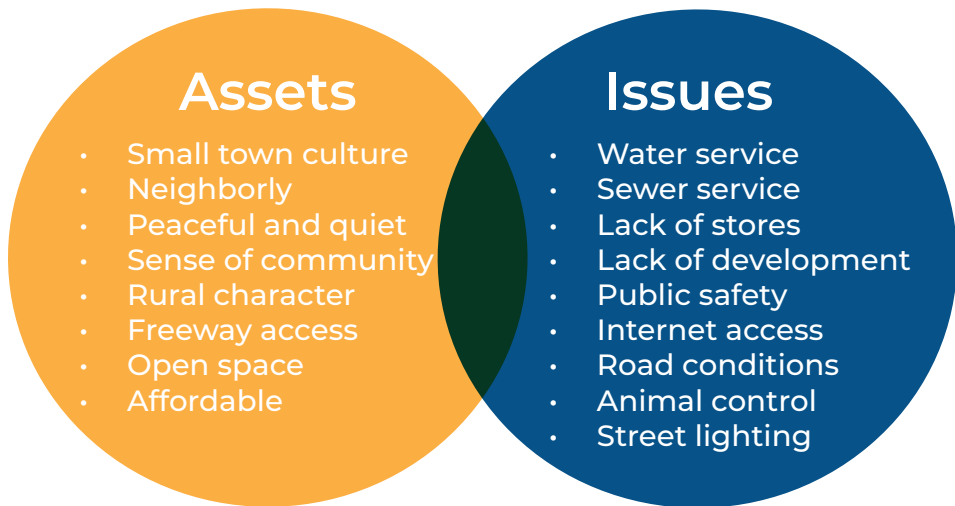 Assets
• Small town culture
• Neighborly
• Peaceful and quiet
• Sense of community
• Rural character
• Freeway access
• Open space
• Affordable
Issues
• Water service
• Sewer service
• Lack of stores
• Lack of development
• Public safety
• Internet access
• Road conditions
• Animal control
• Street lighting